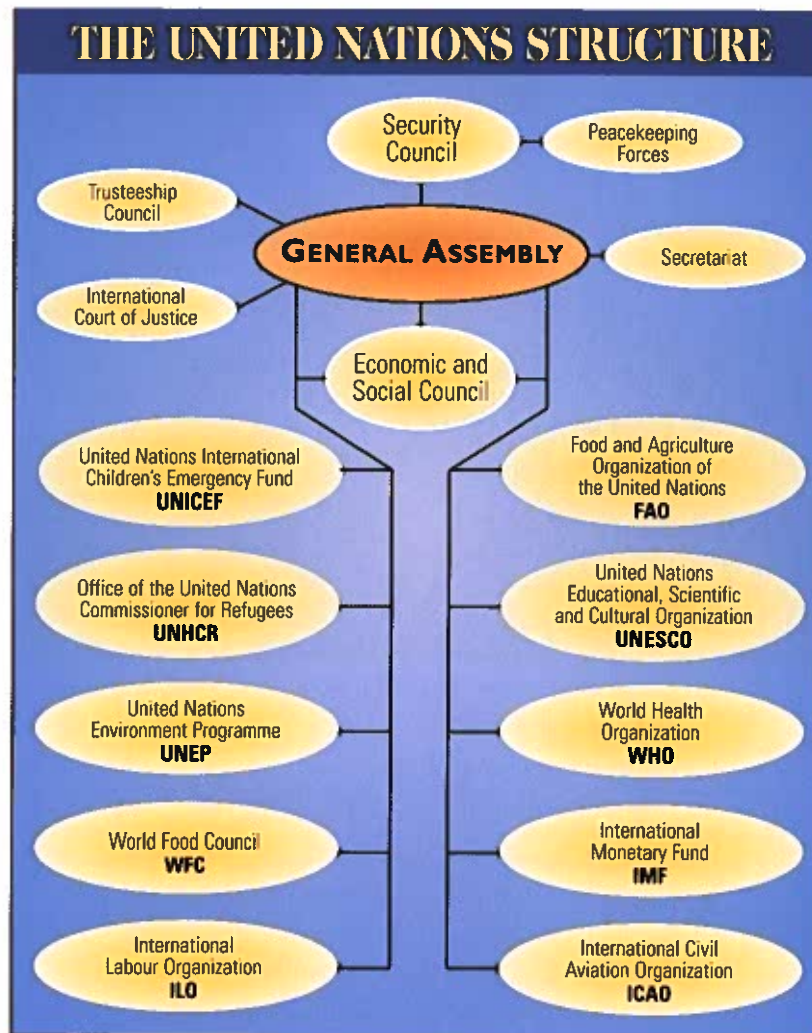 THE UNITED NATIONS STRUCTURE
Security
Council
Peacekeeping
Forces
Trusteeship
Council
GENERAL ASSEMBLY
Secretariat
International
Court of Justice
Economic and
Social Council
United Nations International
Children's Emergency Fund
UNICEF
Food and Agriculture
Organization of
the United Nations
FAO
Office of the United Nations
Commissioner for Refugees
UNHCR
United Nations
Educational, Scientific
and Cultural Organization
UNESCO
United Nations
Environment Programme
UNEP
World Health
Organization
WHO
World Food Council
WFC
International
Monetary Fund
IMF
International
Labour Organization
ILO
International Civil
Aviation Organization
ICAO